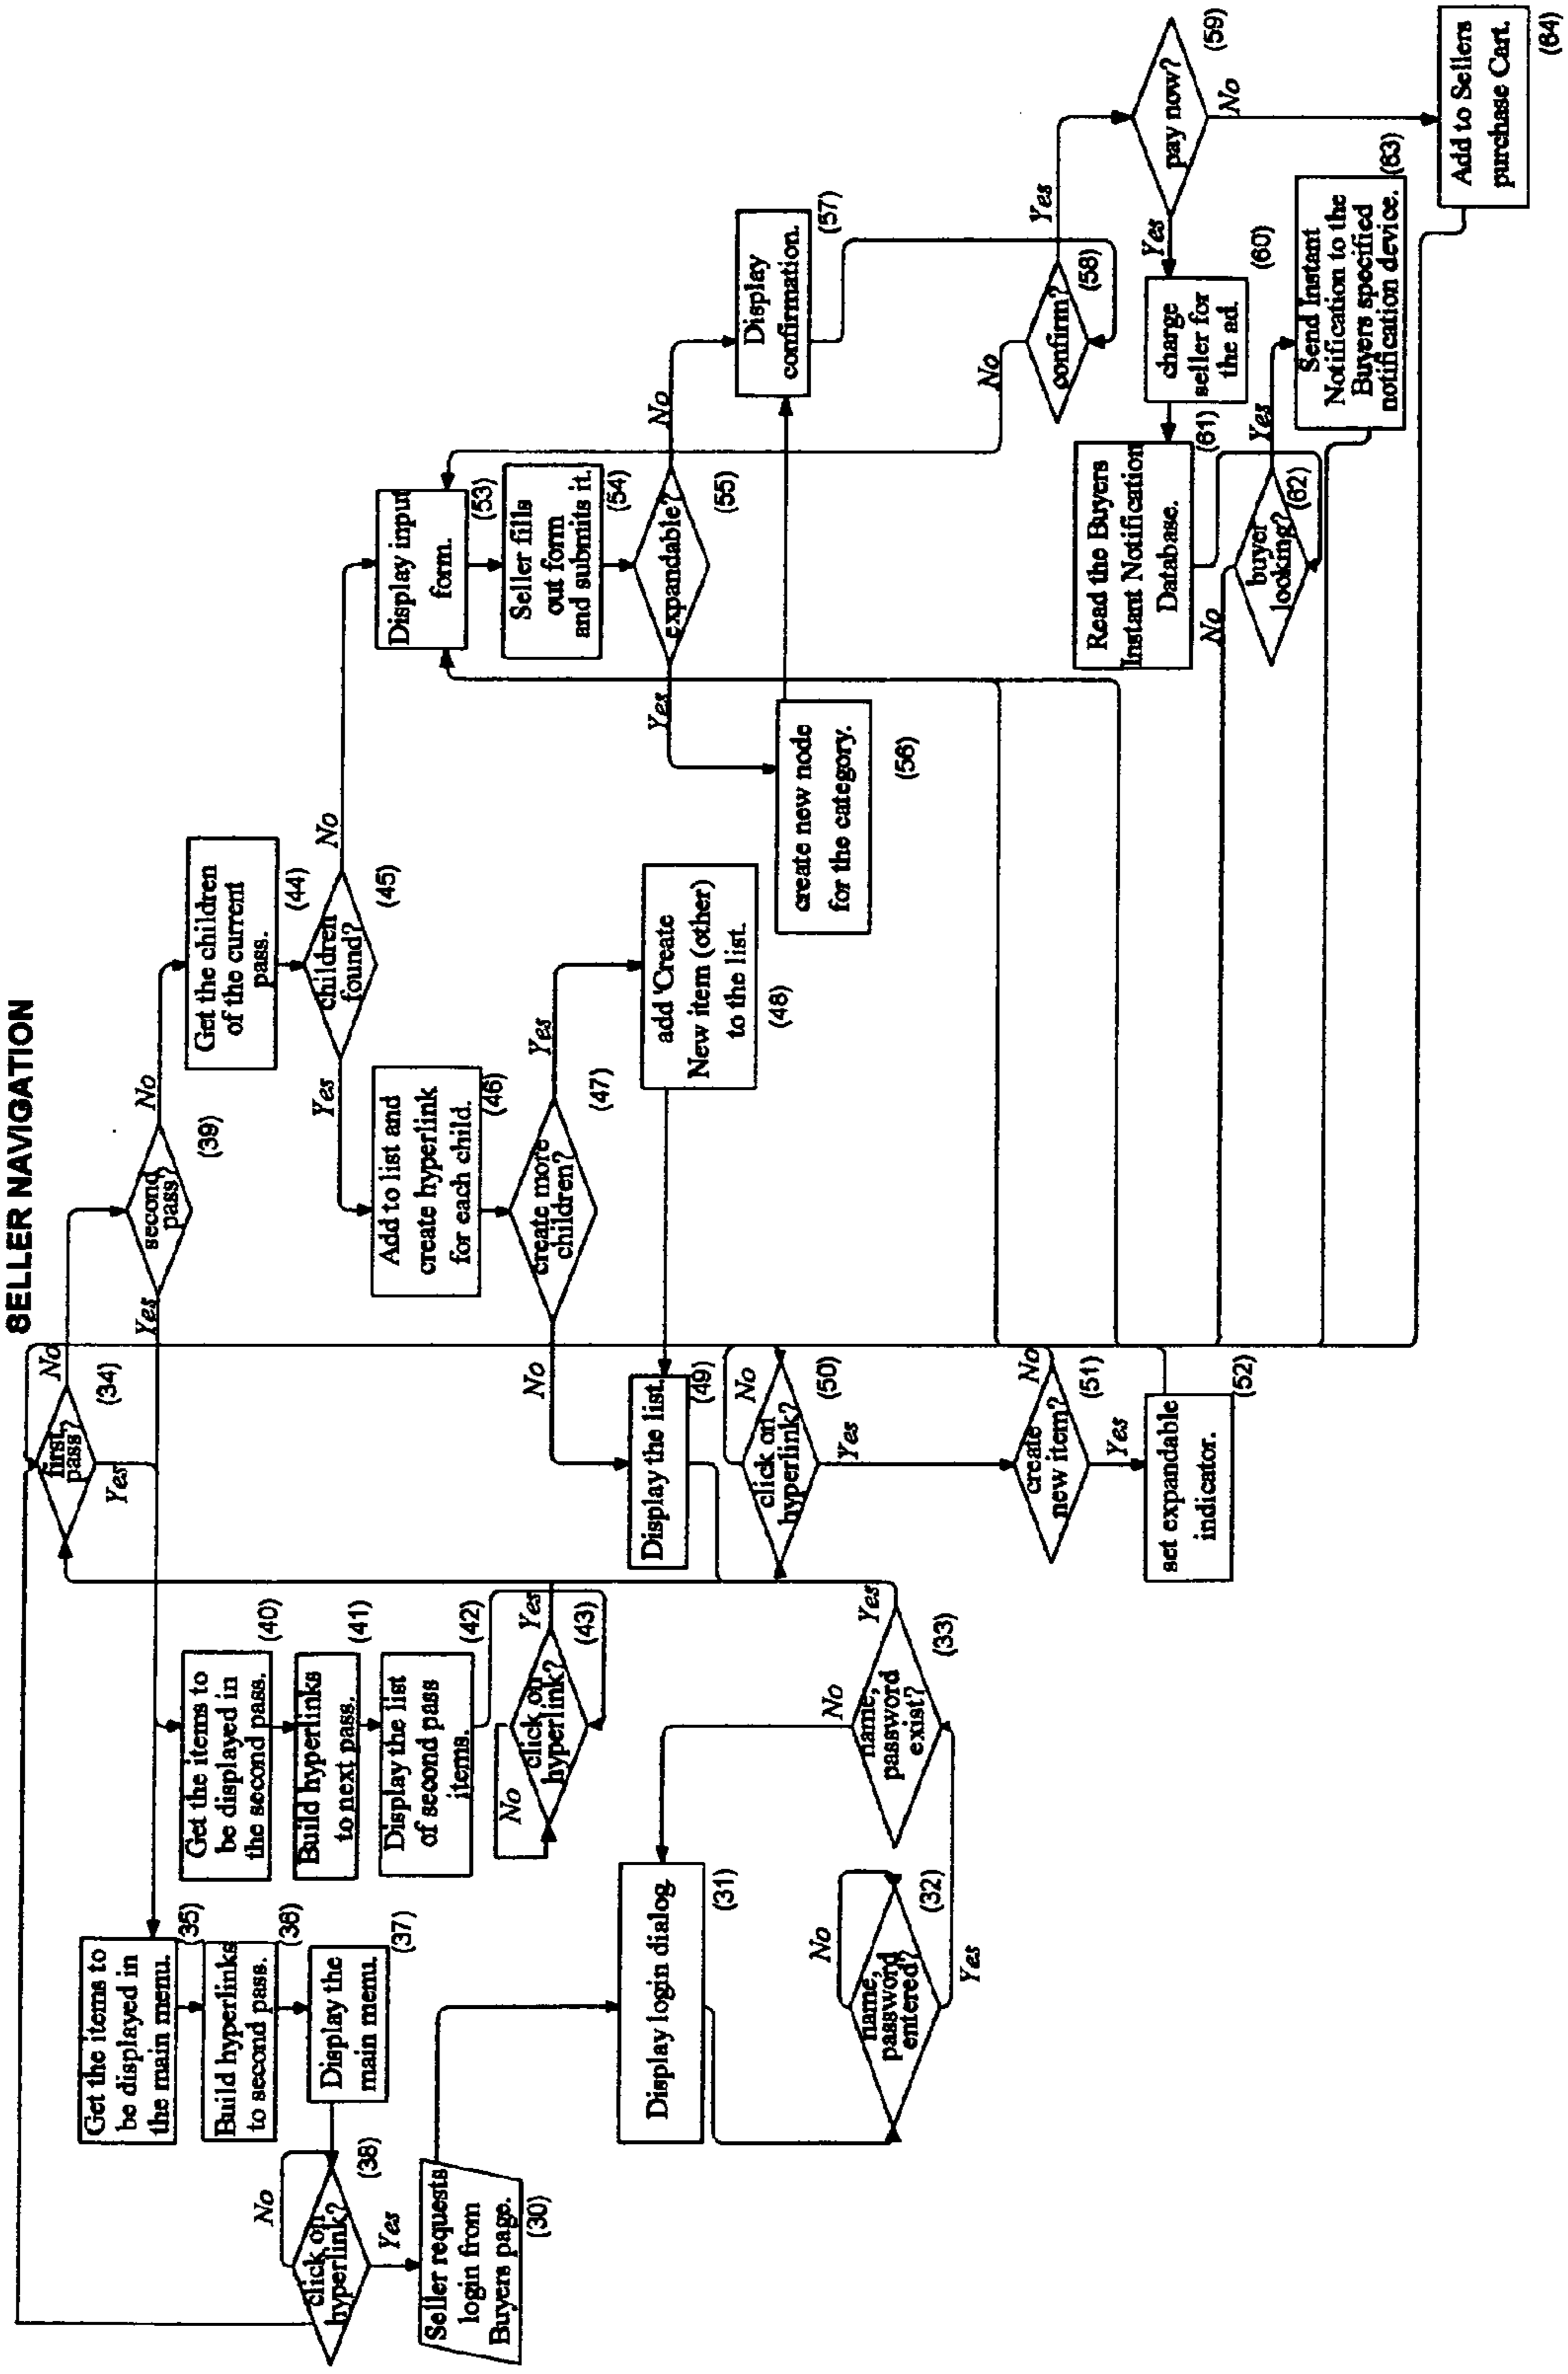 SELLER NAVIGATION
first
pass?
(34)
No
Yes
second
pass?
(39)
Yes
No
Get the items to
be displayed in
the main menu.
(35)
Build hyperlinks
to second pass.
(36)
Display the
main menu.
(37)
click on
hyperlink?
(38)
No
Yes
Seller requests
login from
Buyers page.
(30)
Display login dialog
(31)
name,
password
entered?
(32)
No
Yes
name,
password
exist?
(33)
No
Yes
Get the items to
be displayed in
the second pass.
(40)
Build hyperlinks
to next pass.
(41)
Display the list
of second pass
items.
(42)
click on
hyperlink?
(43)
No
Yes
Get the children
of the current
pass.
(44)
children
found?
(45)
Yes
No
Add to list and
create hyperlink
for each child.
(46)
create more
children?
(47)
No
Yes
add 'Create
New item (other)
to the list.
(48)
Display the list.
(49)
click on
hyperlink?
(50)
No
Yes
create
new item?
(51)
No
Yes
set expandable
indicator.
(52)
Display input
form.
(53)
Seller fills
out form
and submits it.
(54)
expandable?
(55)
Yes
No
create new node
for the category.
(56)
Display
confirmation.
(57)
confirm?
(58)
No
Yes
pay now?
(59)
Yes
No
charge
seller for
the ad.
(60)
Read the Buyers
Instant Notification
Database.
(61)
buyer
looking?
(62)
No
Yes
Send Instant
Notification to the
Buyers specified
notification device.
(63)
Add to Sellers
purchase Cart.
(64)